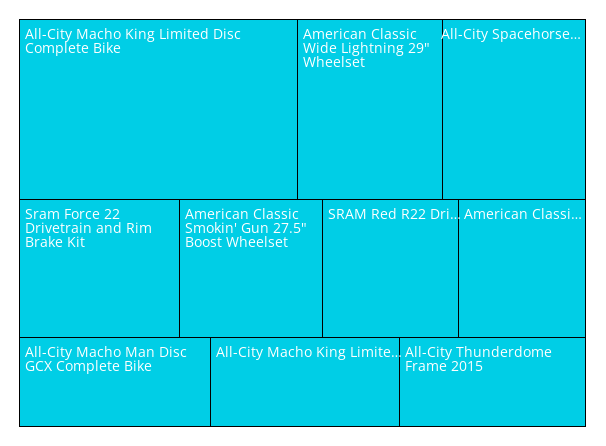 All-City Macho King Limited Disc
Complete Bike
American Classic
Wide Lightning 29"
Wheelset
All-City Spacehorse...
Sram Force 22
Drivetrain and Rim
Brake Kit
American Classic
Smokin' Gun 27.5"
Boost Wheelset
SRAM Red R22 Dri...
American Classi...
All-City Macho Man Disc
GCX Complete Bike
All-City Macho King Limite...
All-City Thunderdome
Frame 2015